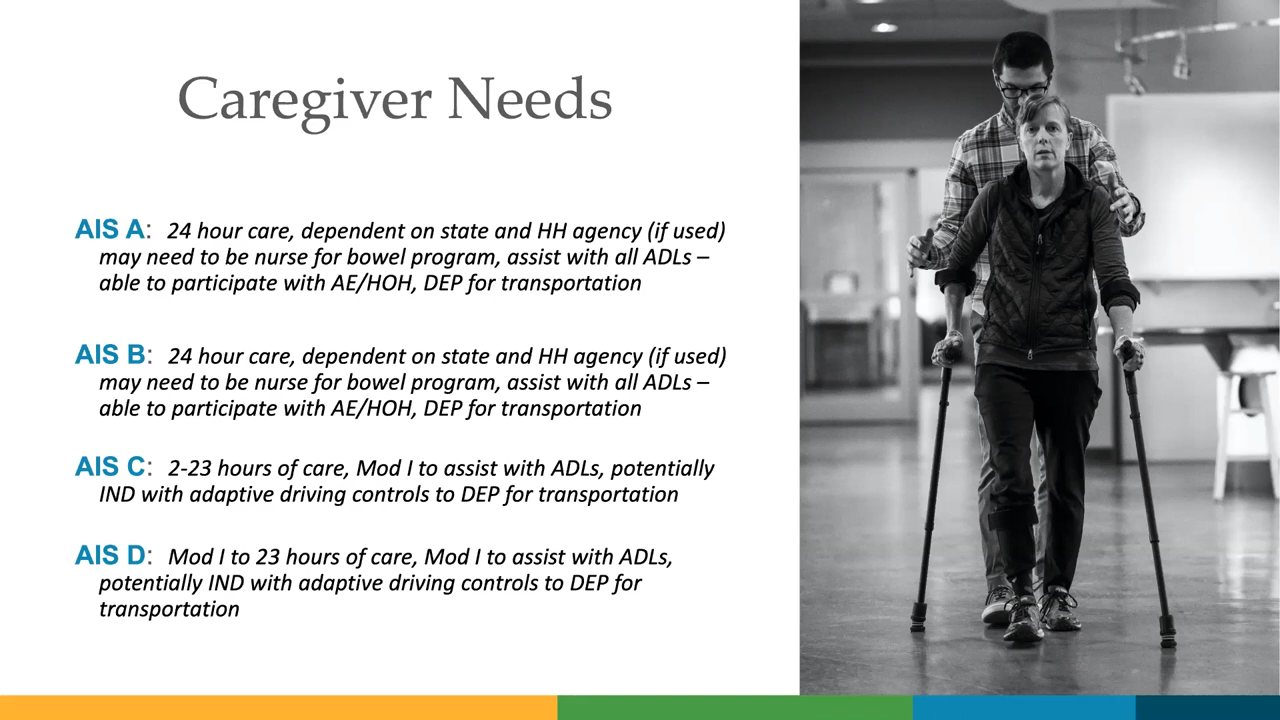 Caregiver Needs
AIS A: 24 hour care, dependent on state and HH agency (if used)
may need to be nurse for bowel program, assist with all ADLs –
able to participate with AE/HOH, DEP for transportation
AIS B: 24 hour care, dependent on state and HH agency (if used)
may need to be nurse for bowel program, assist with all ADLs –
able to participate with AE/HOH, DEP for transportation
AIS C: 2-23 hours of care, Mod I to assist with ADLs, potentially
IND with adaptive driving controls to DEP for transportation
AIS D: Mod I to 23 hours of care, Mod I to assist with ADLs,
potentially IND with adaptive driving controls to DEP for
transportation